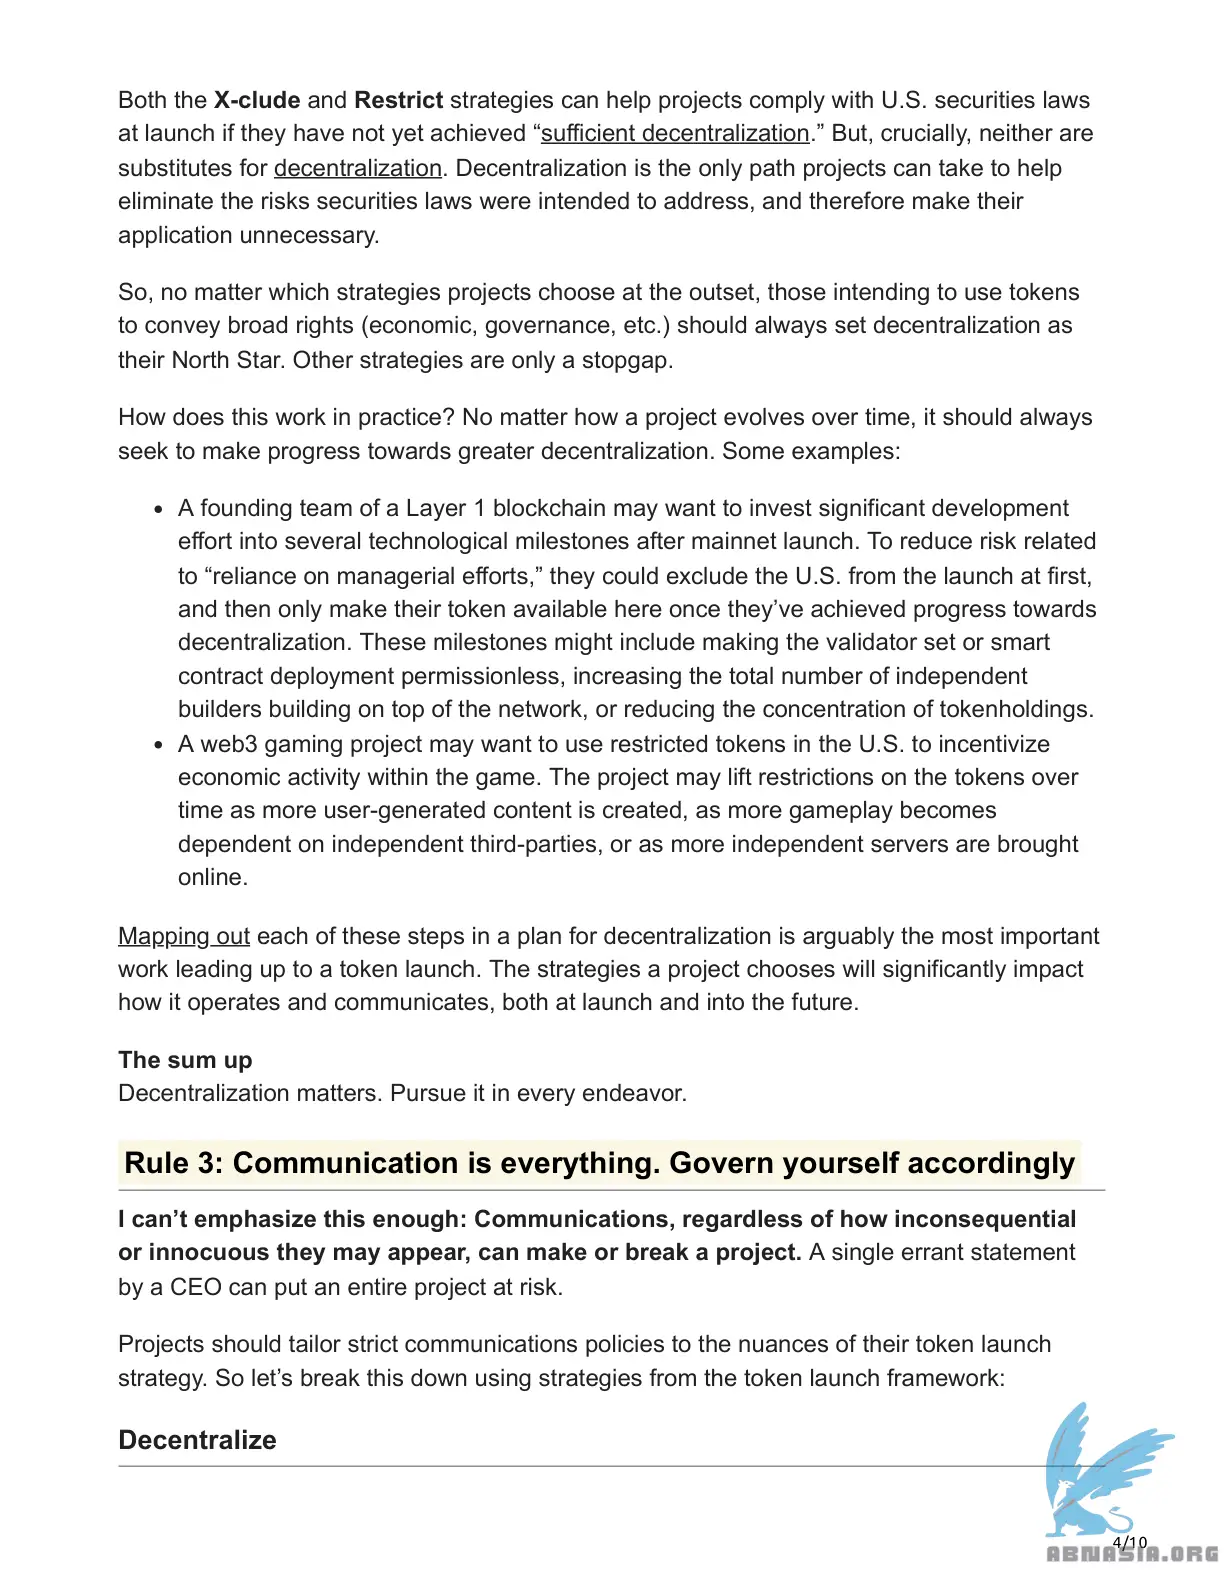 Both the X-clude and Restrict strategies can help projects comply with U.S. securities laws
at launch if they have not yet achieved “sufficient decentralization.” But, crucially, neither are
substitutes for decentralization. Decentralization is the only path projects can take to help
eliminate the risks securities laws were intended to address, and therefore make their
application unnecessary.
So, no matter which strategies projects choose at the outset, those intending to use tokens
to convey broad rights (economic, governance, etc.) should always set decentralization as
their North Star. Other strategies are only a stopgap.
How does this work in practice? No matter how a project evolves over time, it should always
seek to make progress towards greater decentralization. Some examples:
• A founding team of a Layer 1 blockchain may want to invest significant development
effort into several technological milestones after mainnet launch. To reduce risk related
to “reliance on managerial efforts,” they could exclude the U.S. from the launch at first,
and then only make their token available here once they’ve achieved progress towards
decentralization. These milestones might include making the validator set or smart
contract deployment permissionless, increasing the total number of independent
builders building on top of the network, or reducing the concentration of tokenholdings.
• A web3 gaming project may want to use restricted tokens in the U.S. to incentivize
economic activity within the game. The project may lift restrictions on the tokens over
time as more user-generated content is created, as more gameplay becomes
dependent on independent third-parties, or as more independent servers are brought
online.
Mapping out each of these steps in a plan for decentralization is arguably the most important
work leading up to a token launch. The strategies a project chooses will significantly impact
how it operates and communicates, both at launch and into the future.
The sum up
Decentralization matters. Pursue it in every endeavor.
Rule 3: Communication is everything. Govern yourself accordingly
I can’t emphasize this enough: Communications, regardless of how inconsequential
or innocuous they may appear, can make or break a project. A single errant statement
by a CEO can put an entire project at risk.
Projects should tailor strict communications policies to the nuances of their token launch
strategy. So let’s break this down using strategies from the token launch framework:
Decentralize
4/10
ABNASIA.ORG